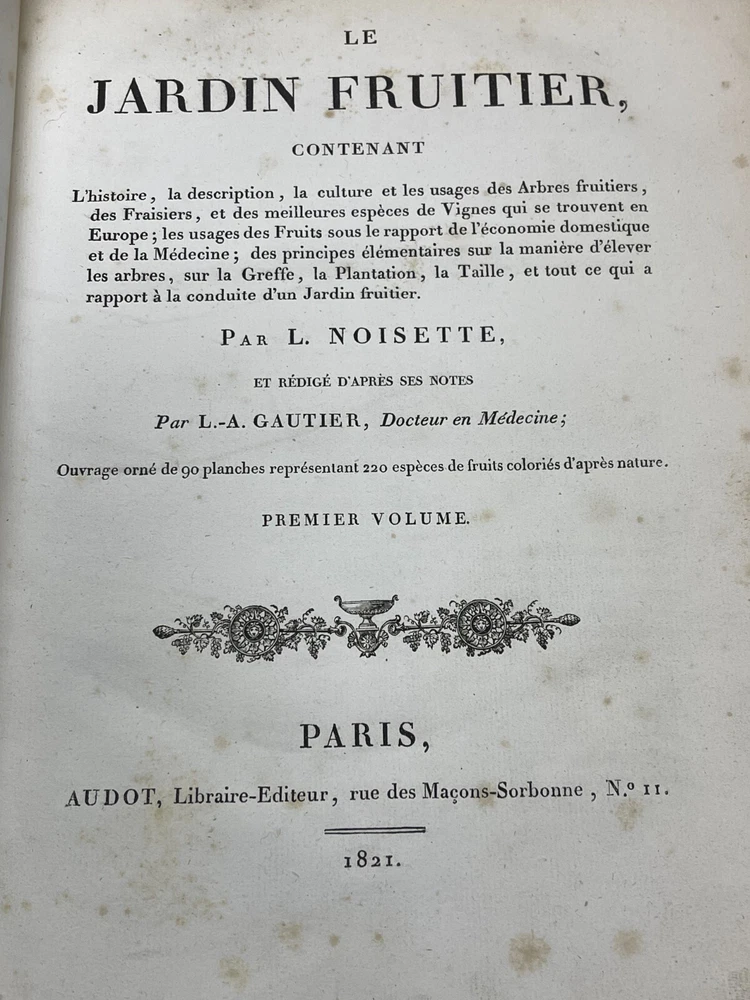 LE
JARDIN FRUITIER,
CONTENANT
L'histoire, la description, la culture et les usages des Arbres fruitiers,
des Fraisiers, et des meilleures espèces de Vignes qui se trouvent en
Europe; les usages des Fruits sous le rapport de l'économie domestique
et de la Médecine; des principes élémentaires sur la manière d'élever
les arbres, sur la Greffe, la Plantation, la Taille, et tout ce qui a
rapport à la conduite d'un Jardin fruitier.
PAR L. NOISETTE,
ET RÉDIGÉ D'APRÈS SES NOTES
Par L.-A. GAUTIER, Docteur en Médecine;
Ouvrage orné de 90 planches représentant 220 espèces de fruits coloriés d'après nature.
PREMIER VOLUME.
PARIS,
AUDOT, Libraire-Editeur, rue des Maçons-Sorbonne, N.º 11.
1821.